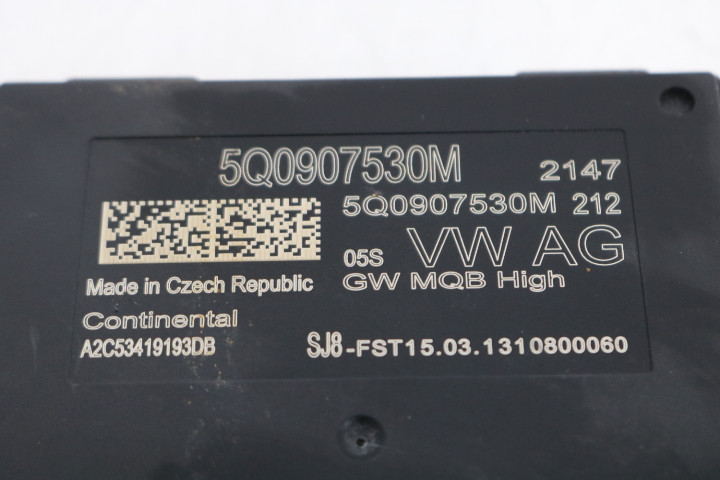 5Q0907530M 2147
5Q0907530M 212
05S VW AG
Made in Czech Republic GW MQB High
Continental
A2C53419193DB SJ8-FST15.03.1310800060